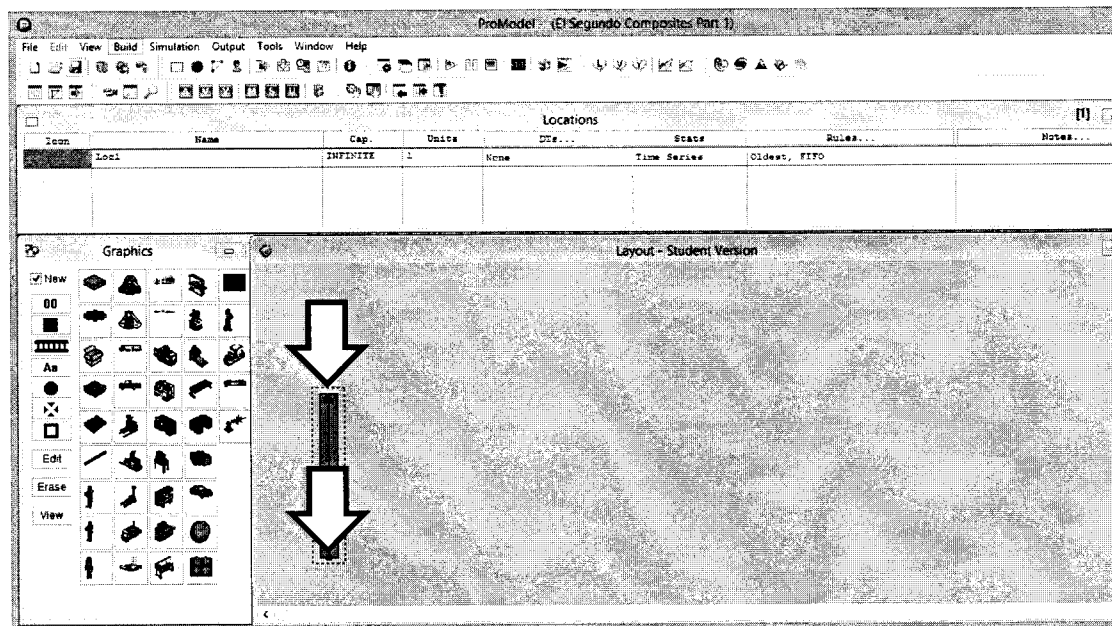 ProModel - (El Segundo Composites Part 1)
File Edit View Build Simulation Output Tools Window Help
Locations
[1]
Icon Name Cap. Units DTs... Stats Rules... Notes...
Loc1 INFINITE 1 None Time Series Oldest, FIFO
Graphics
Layout - Student Version
New
00
Aa
Edit
Erase
View